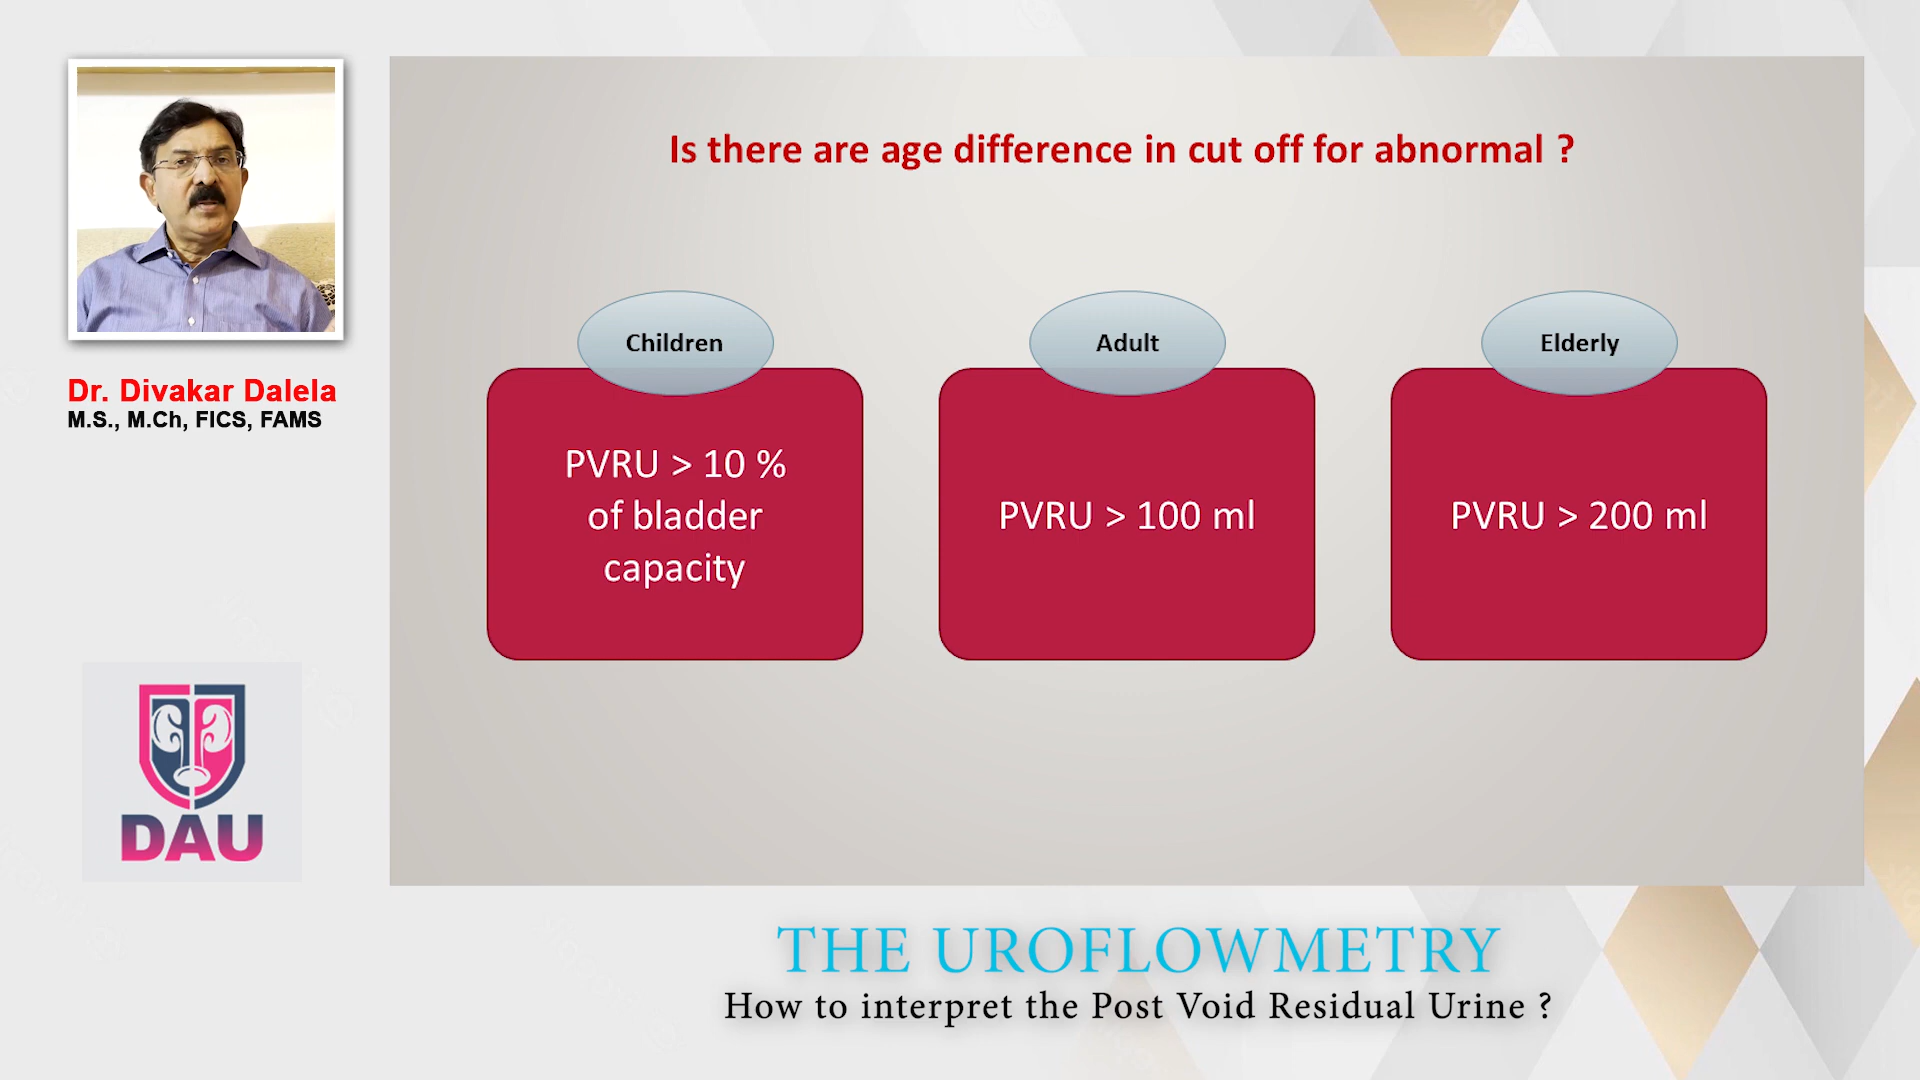 Is there are age difference in cut off for abnormal ?
Children
PVRU > 10 %
of bladder
capacity
Adult
PVRU > 100 ml
Elderly
PVRU > 200 ml
Dr. Divakar Dalela
M.S., M.Ch, FICS, FAMS
DAU
THE UROFLOWMETRY
How to interpret the Post Void Residual Urine ?